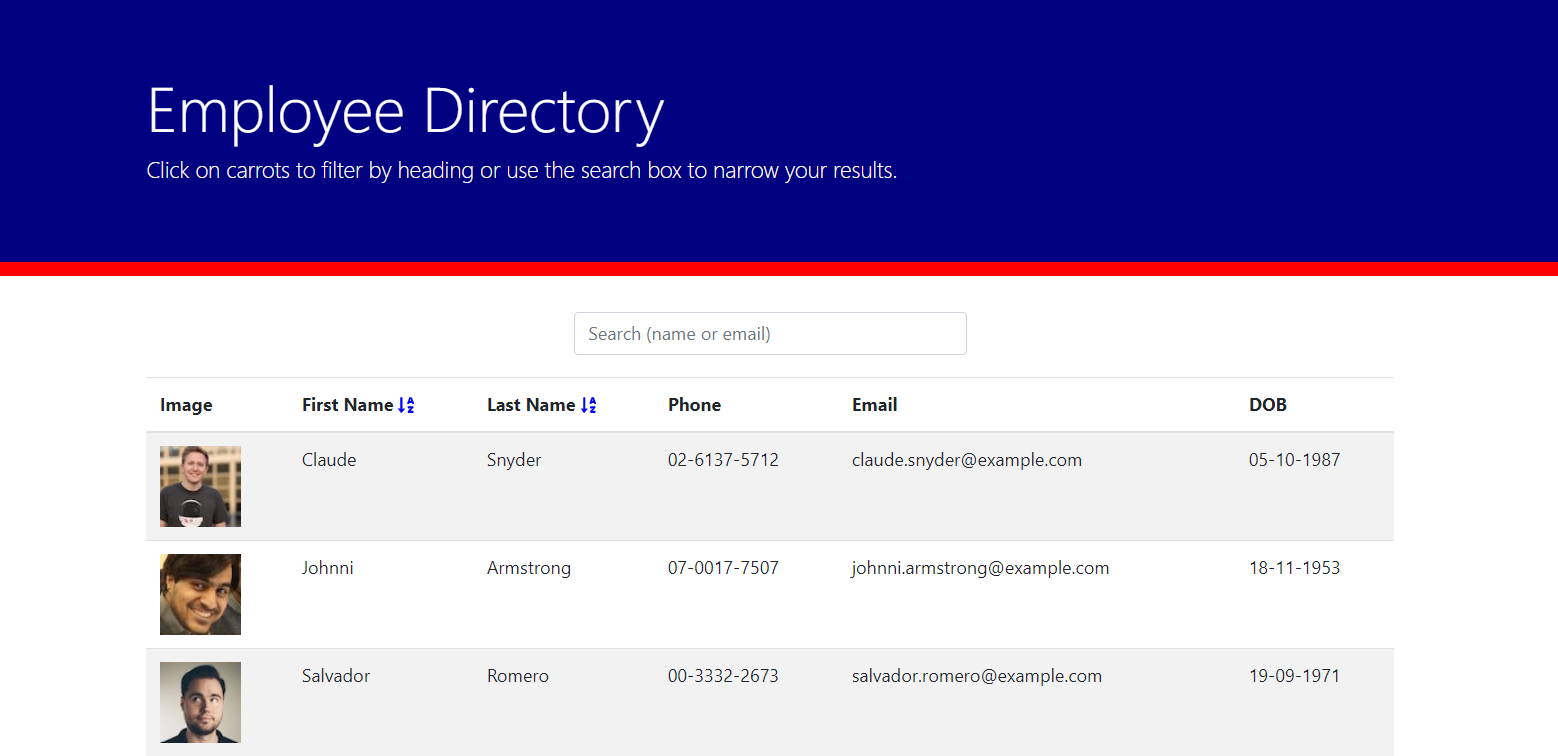 Employee Directory
Click on carrots to filter by heading or use the search box to narrow your results.
Search (name or email)
Image First Name Last Name Phone Email DOB
Claude Snyder 02-6137-5712 claude.snyder@example.com 05-10-1987
Johnni Armstrong 07-0017-7507 johnni.armstrong@example.com 18-11-1953
Salvador Romero 00-3332-2673 salvador.romero@example.com 19-09-1971